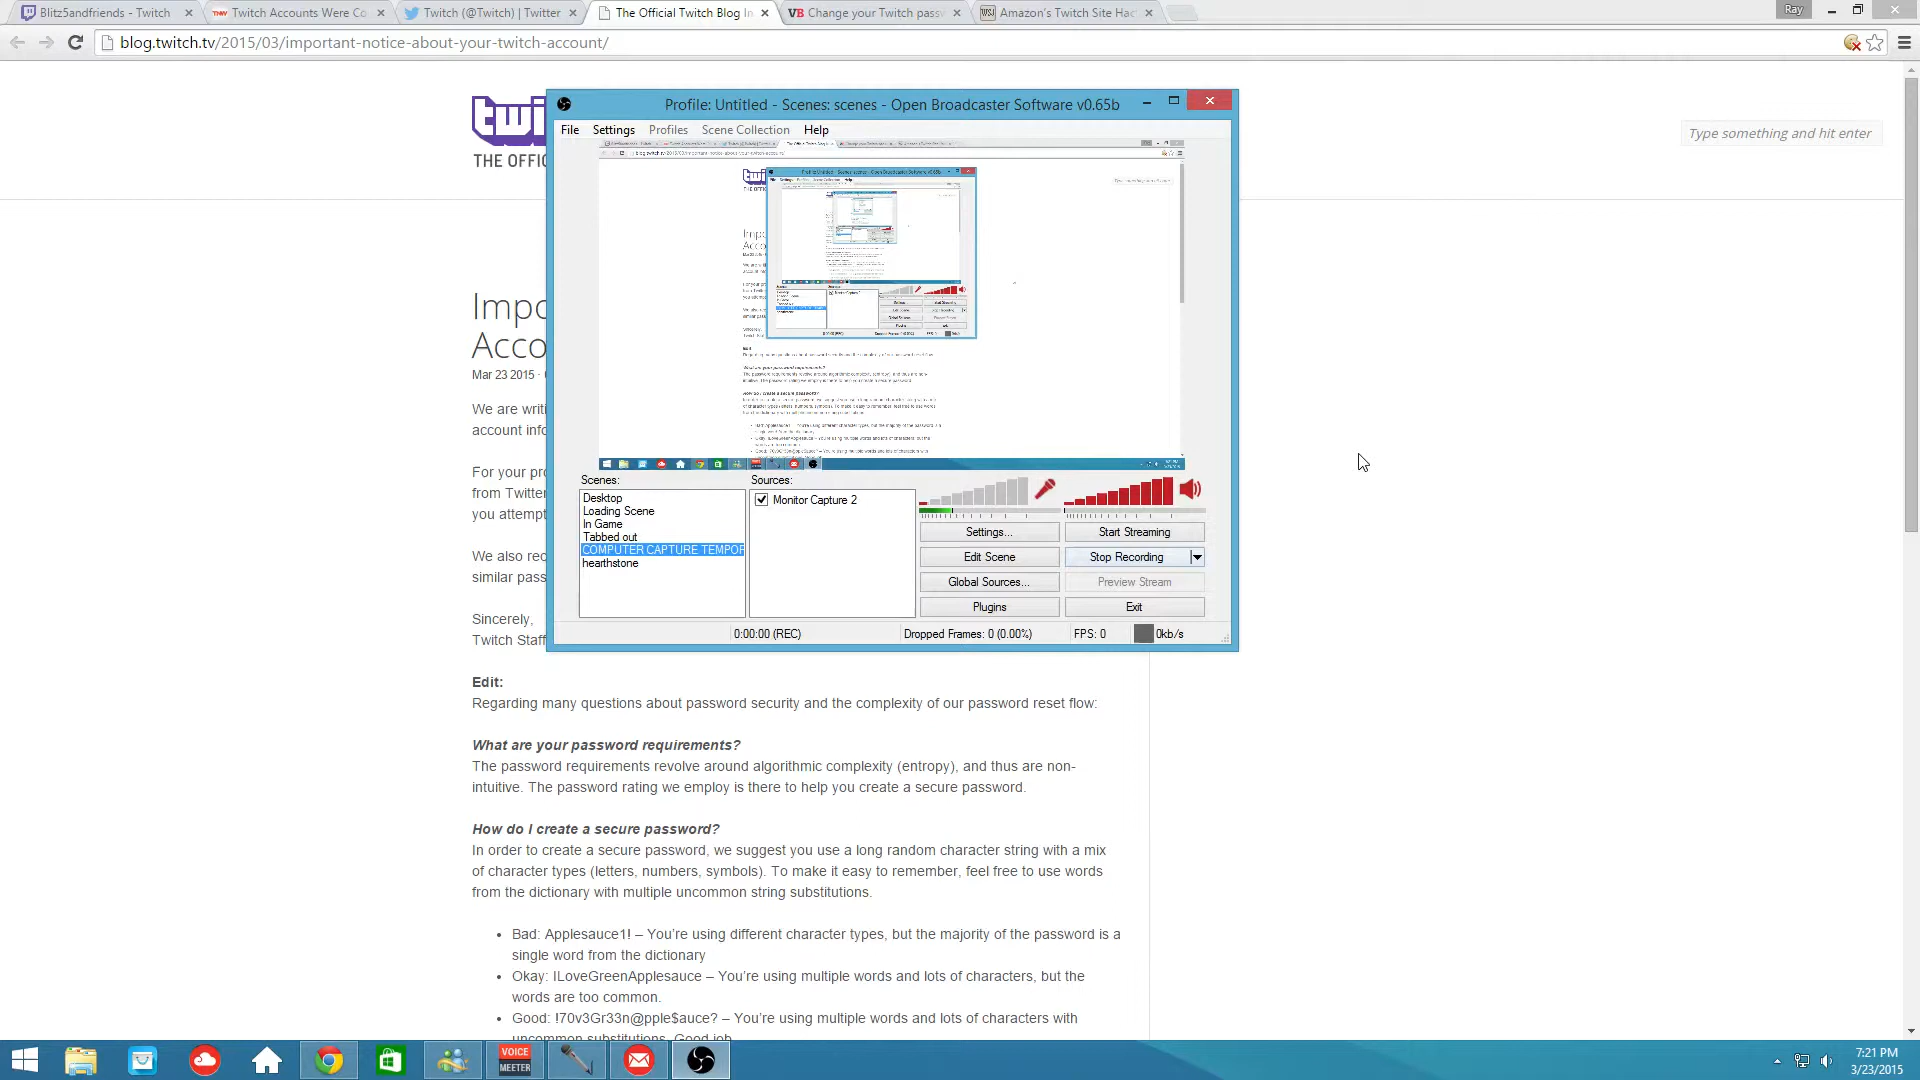 Blitz5andfriends - Twitch
Twitch Accounts Were Co
Twitch (@Twitch) | Twitter
The Official Twitch Blog In
VB Change your Twitch pass
WSJ Amazon's Twitch Site Hac
Ray
blog.twitch.tv/2015/03/important-notice-about-your-twitch-account/
Type something and hit enter
THE OFFIC
Profile: Untitled - Scenes: scenes - Open Broadcaster Software v0.65b
File Settings Profiles Scene Collection Help
Impo
Acco
Mar 23 2015
We are writi
account info
For your pro
from Twitter
you attempt
We also rec
similar pass
Sincerely,
Twitch Staff
Scenes:
Desktop
Loading Scene
In Game
Tabbed out
COMPUTER CAPTURE TEMPOR
hearthstone
Sources:
Monitor Capture 2
Settings... Start Streaming
Edit Scene Stop Recording
Global Sources... Preview Stream
Plugins Exit
0:00:00 (REC) Dropped Frames: 0 (0.00%) FPS: 0 0kb/s
Edit:
Regarding many questions about password security and the complexity of our password reset flow:
What are your password requirements?
The password requirements revolve around algorithmic complexity (entropy), and thus are non-
intuitive. The password rating we employ is there to help you create a secure password.
How do I create a secure password?
In order to create a secure password, we suggest you use a long random character string with a mix
of character types (letters, numbers, symbols). To make it easy to remember, feel free to use words
from the dictionary with multiple uncommon string substitutions.
• Bad: Applesauce1! – You're using different character types, but the majority of the password is a
single word from the dictionary
• Okay: ILoveGreenApplesauce – You're using multiple words and lots of characters, but the
words are too common.
• Good: !70v3Gr33n@pple$auce? – You're using multiple words and lots of characters with
uncommon substitutions. Good job
VOICE
MEETER
7:21 PM
3/23/2015